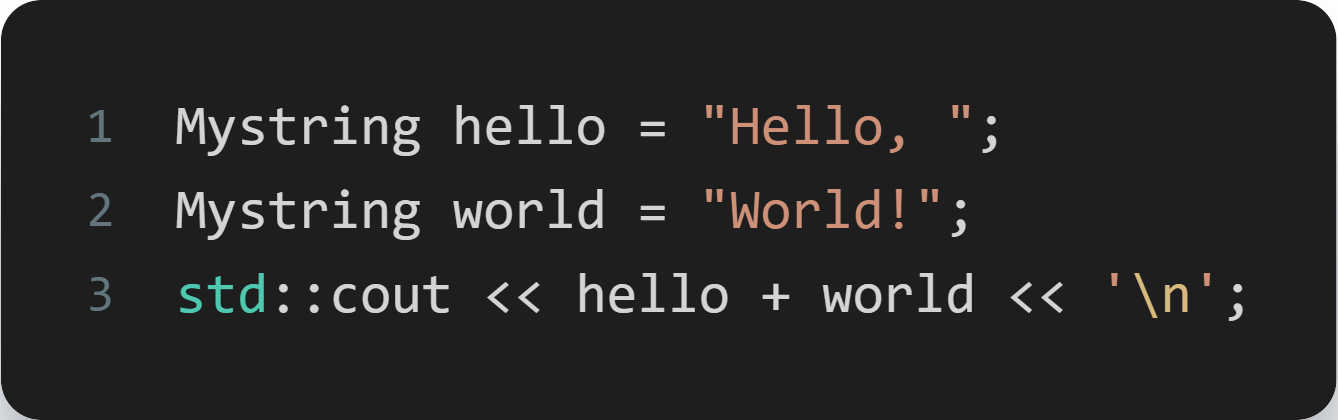 1 Mystring hello = "Hello, ";
2 Mystring world = "World!";
3 std::cout << hello + world << '\n';